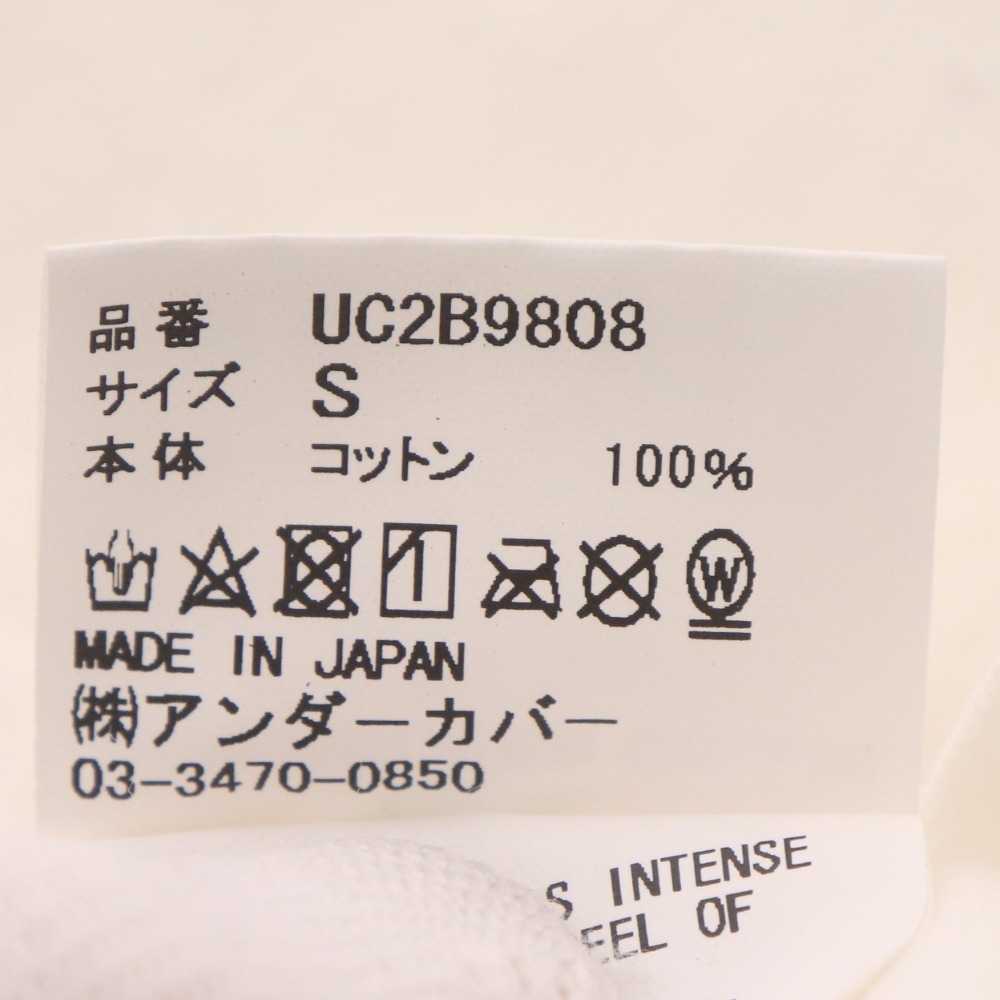 品番 UC2B9808
サイズ S
本体 コットン 100%
W
MADE IN JAPAN
(株)アンダーカバー
03-3470-0850
INTENSE
OF